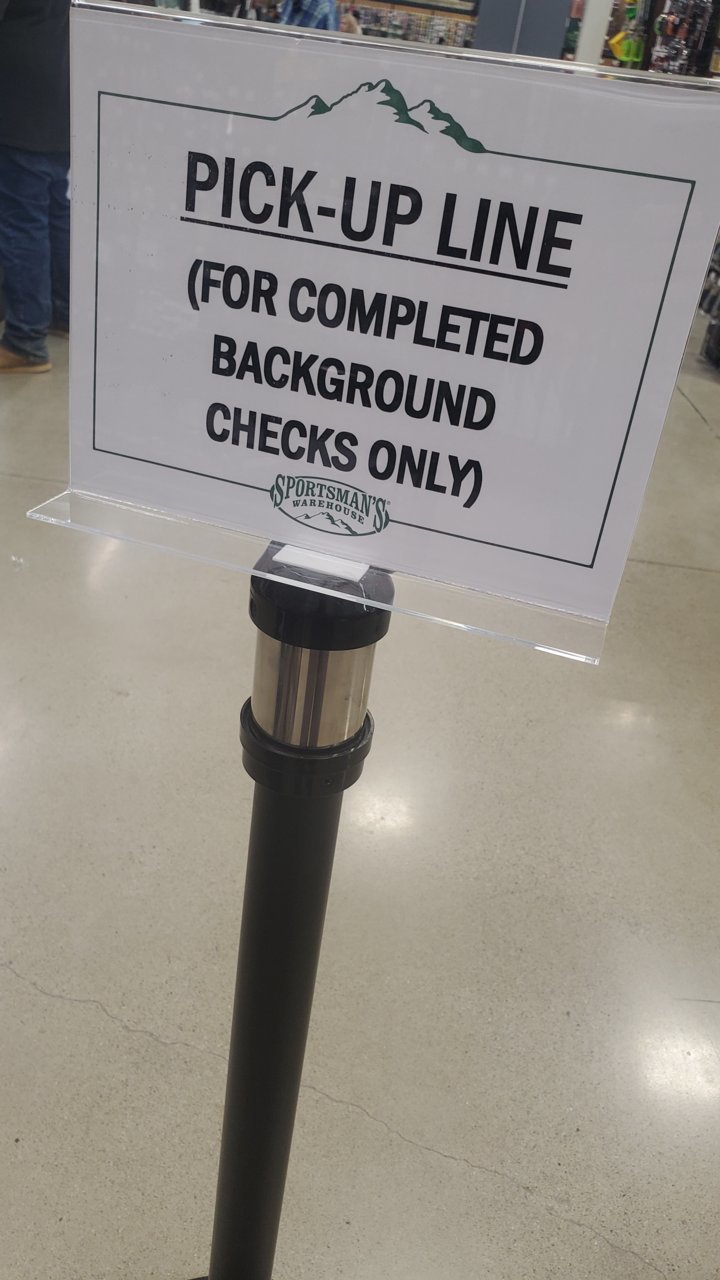 PICK-UP LINE
(FOR COMPLETED
BACKGROUND
CHECKS ONLY)
SPORTSMAN'S®
WAREHOUSE